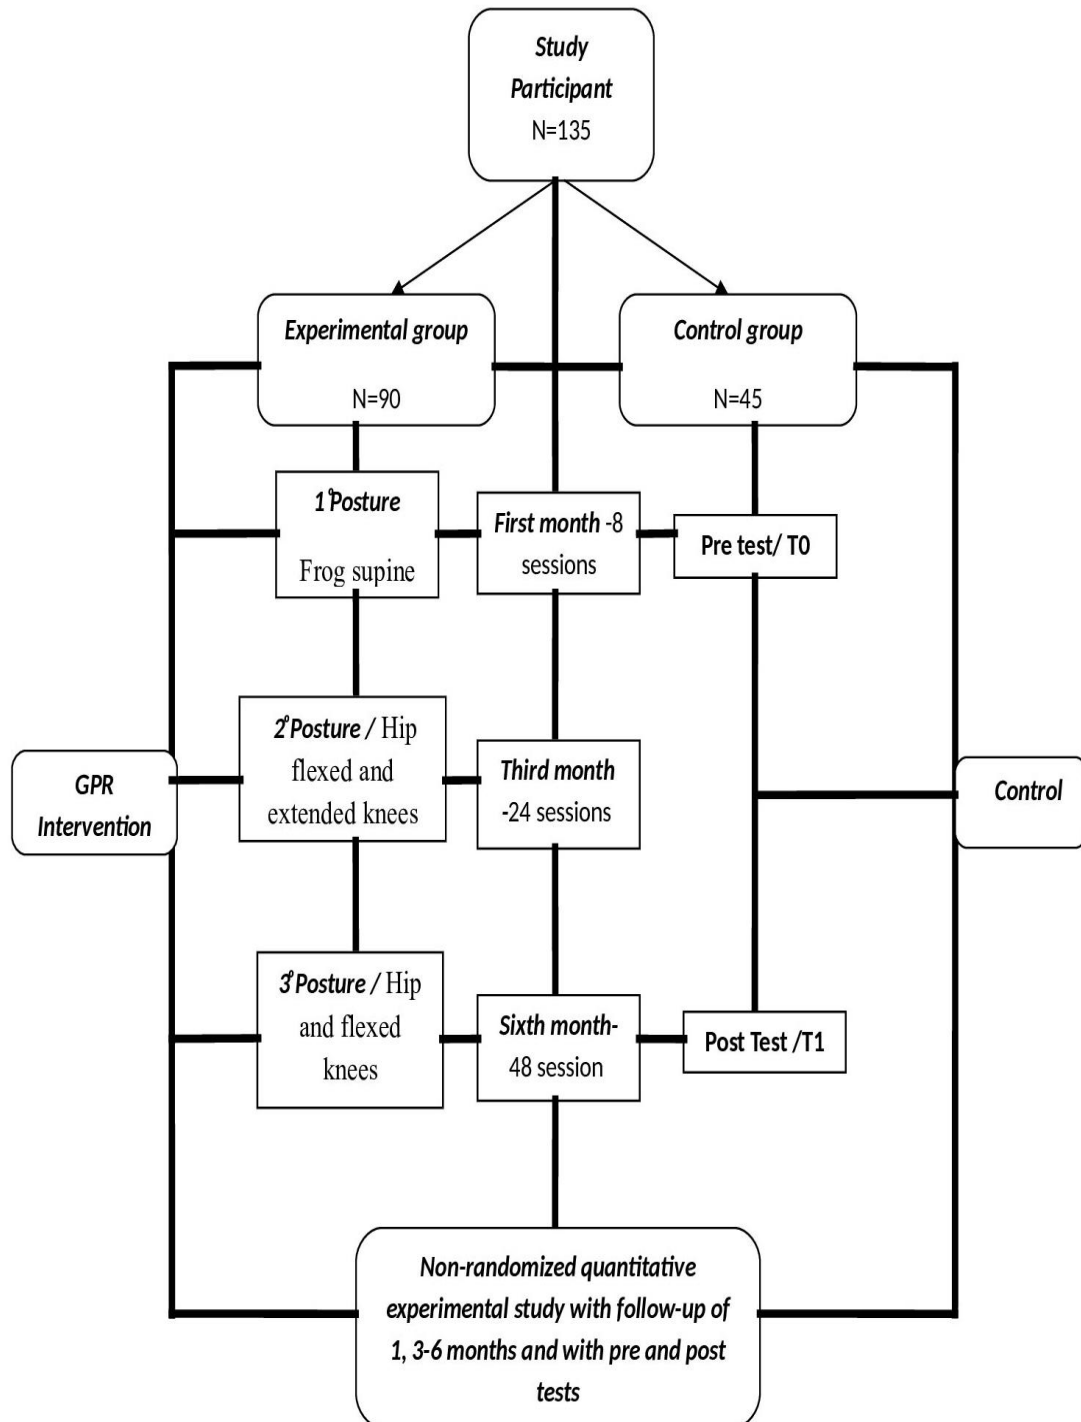 Study
Participant
N=135
Experimental group
N=90
Control group
N=45
1°Posture
Frog supine
First month -8
sessions
Pre test/ T0
2°Posture / Hip
flexed and
extended knees
Third month
-24 sessions
GPR
Intervention
Control
3°Posture / Hip
and flexed
knees
Sixth month-
48 session
Post Test /T1
Non-randomized quantitative
experimental study with follow-up of
1, 3-6 months and with pre and post
tests